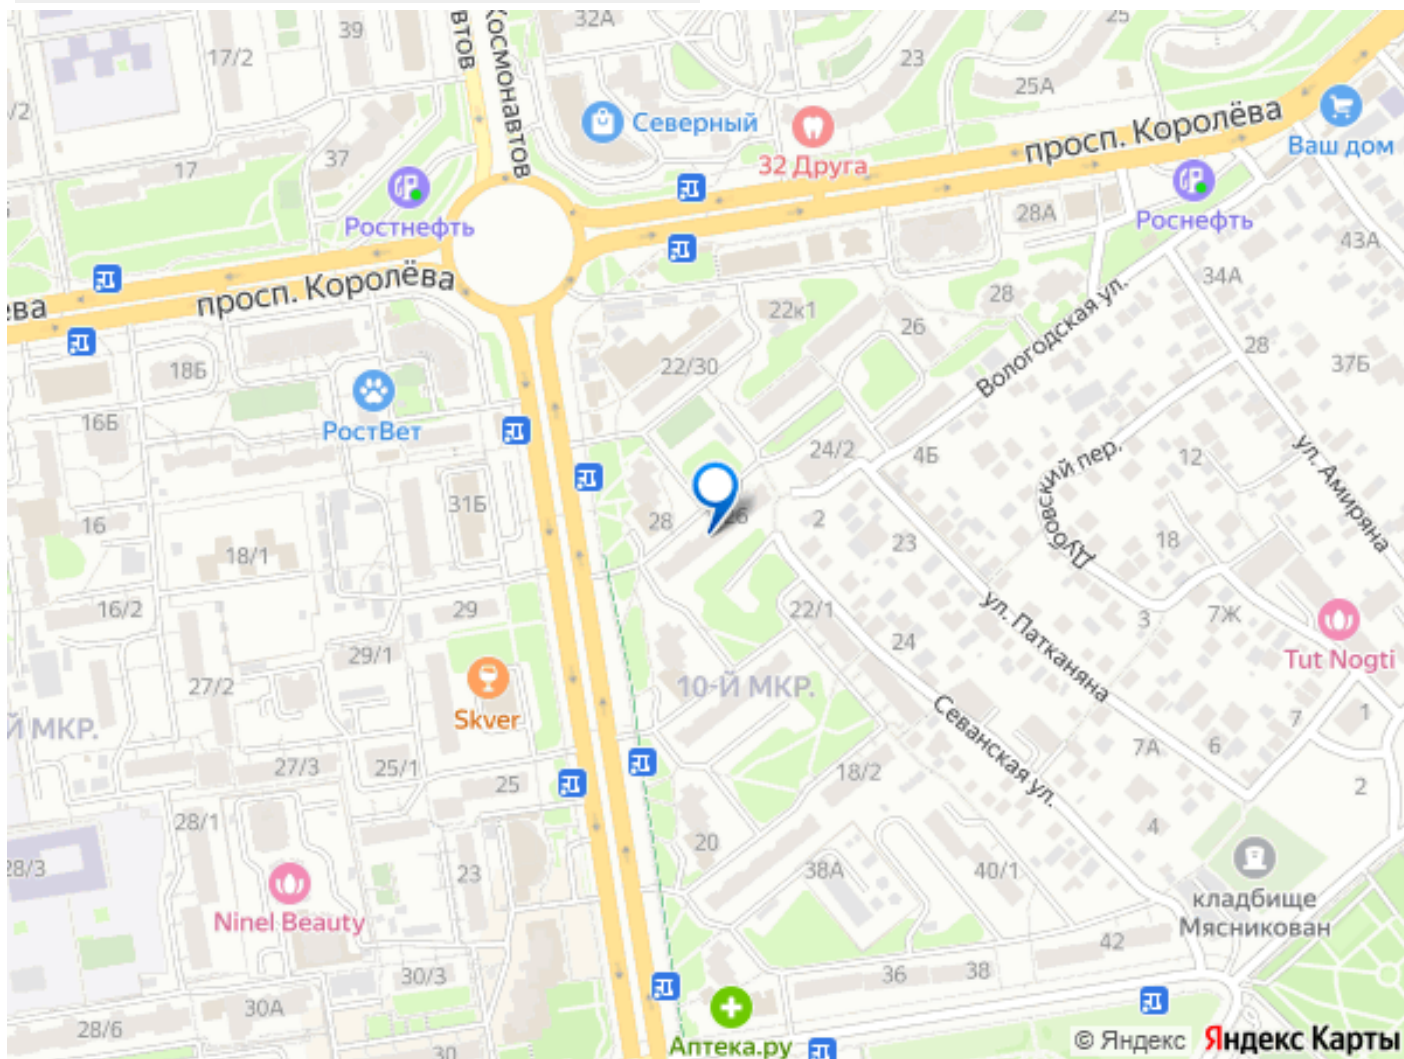 39
32А
25
17/2
23
25А
/2
втов
Космонавтов
Северный
просп. Королёва
Ваш дом
17
37
32 Друга
Ростнефть
Роснефть
28А
43А
просп. Королёва
ёва
34А
28
22к1
26
Вологодская ул.
28
37Б
18Б
22/30
16Б
РостВет
24/2
4Б
12
Дубовский пер.
ул. Амиряна
31Б
28
26
2
23
18
16
18/1
16/2
29
22/1
24
ул. Патканяна
3
7Ж
Tut Nogti
29/1
27/2
10-Й МКР.
Skver
Севанская ул.
7
1
Й МКР.
7А
6
27/3
25/1
25
18/2
2
28/1
4
20
28/3
23
38А
40/1
кладбище
Мясникован
Ninel Beauty
42
30/3
36
38
30А
28/6
30
Аптека.ру
© Яндекс Яндекс Карты